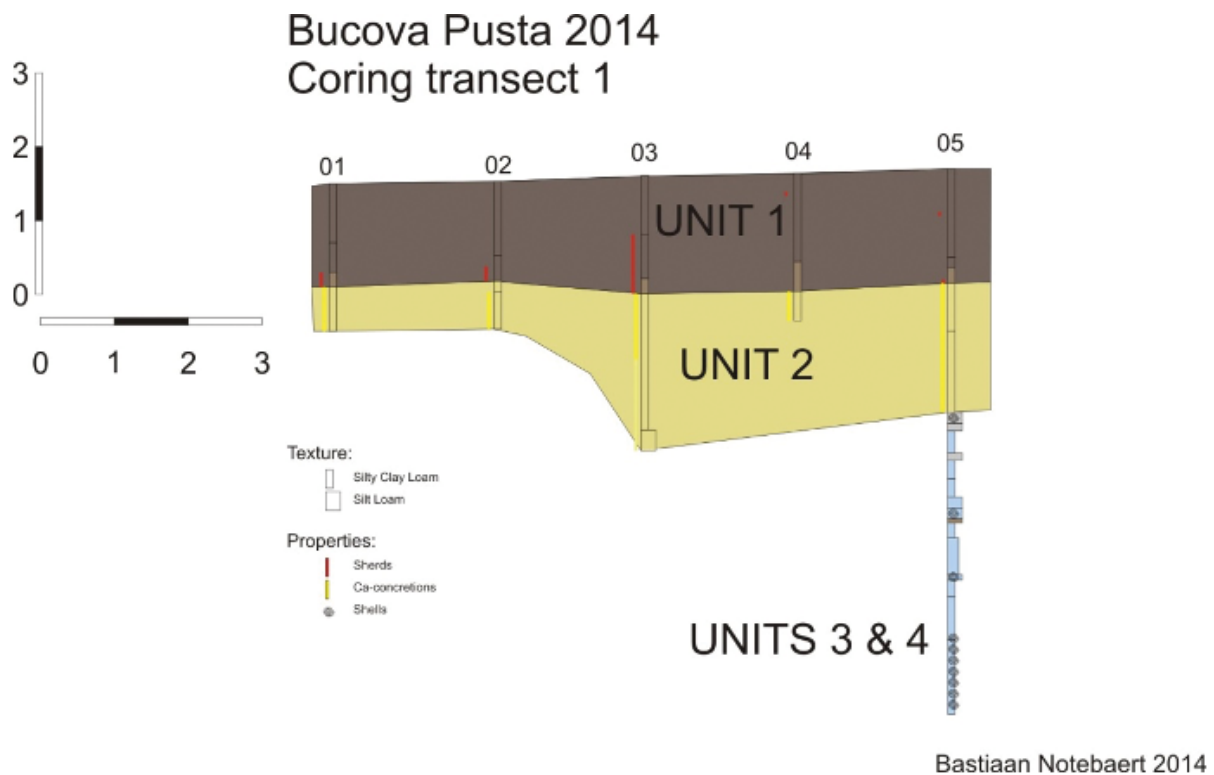 Bucova Pusta 2014
Coring transect 1
3
2
1
0
0 1 2 3
01 02 03 04 05
UNIT 1
UNIT 2
UNITS 3 & 4
Texture:
Silty Clay Loam
Silt Loam
Properties:
Sherds
Ca-concretions
Shells
Bastiaan Notebaert 2014